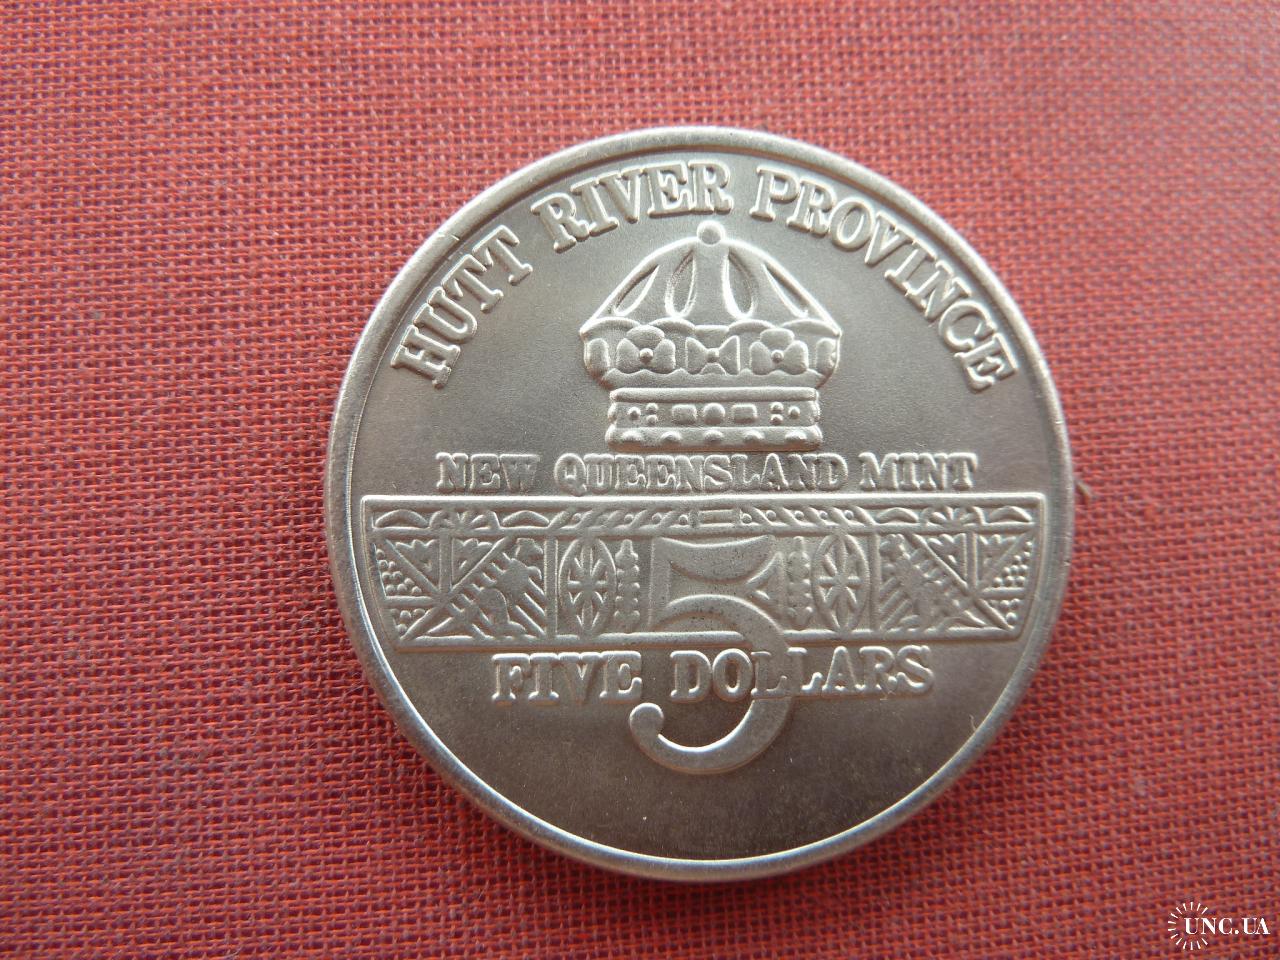 HUTT RIVER PROVINCE
NEW QUEENSLAND MINT
5
FIVE DOLLARS
UNC.UA